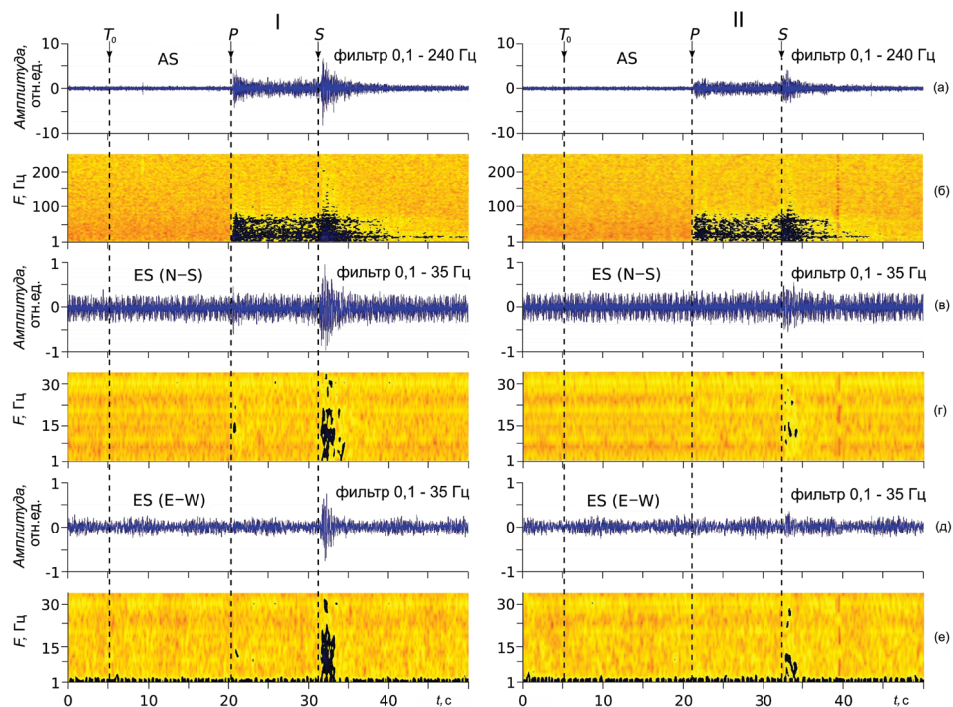 I II
T₀ P S T₀ P S
AS фильтр 0,1 - 240 Гц AS фильтр 0,1 - 240 Гц
Амплитуда,
отн.ед.
10
0
-10
(а)
F, Гц
200
100
1
(б)
ES (N–S) фильтр 0,1 - 35 Гц ES (N–S) фильтр 0,1 - 35 Гц
Амплитуда,
отн.ед.
1
0
-1
(в)
F, Гц
30
15
1
(г)
ES (E–W) фильтр 0,1 - 35 Гц ES (E–W) фильтр 0,1 - 35 Гц
Амплитуда,
отн.ед.
1
0
-1
(д)
F, Гц
30
15
1
(е)
0 10 20 30 40 t, с 0 10 20 30 40 t, с